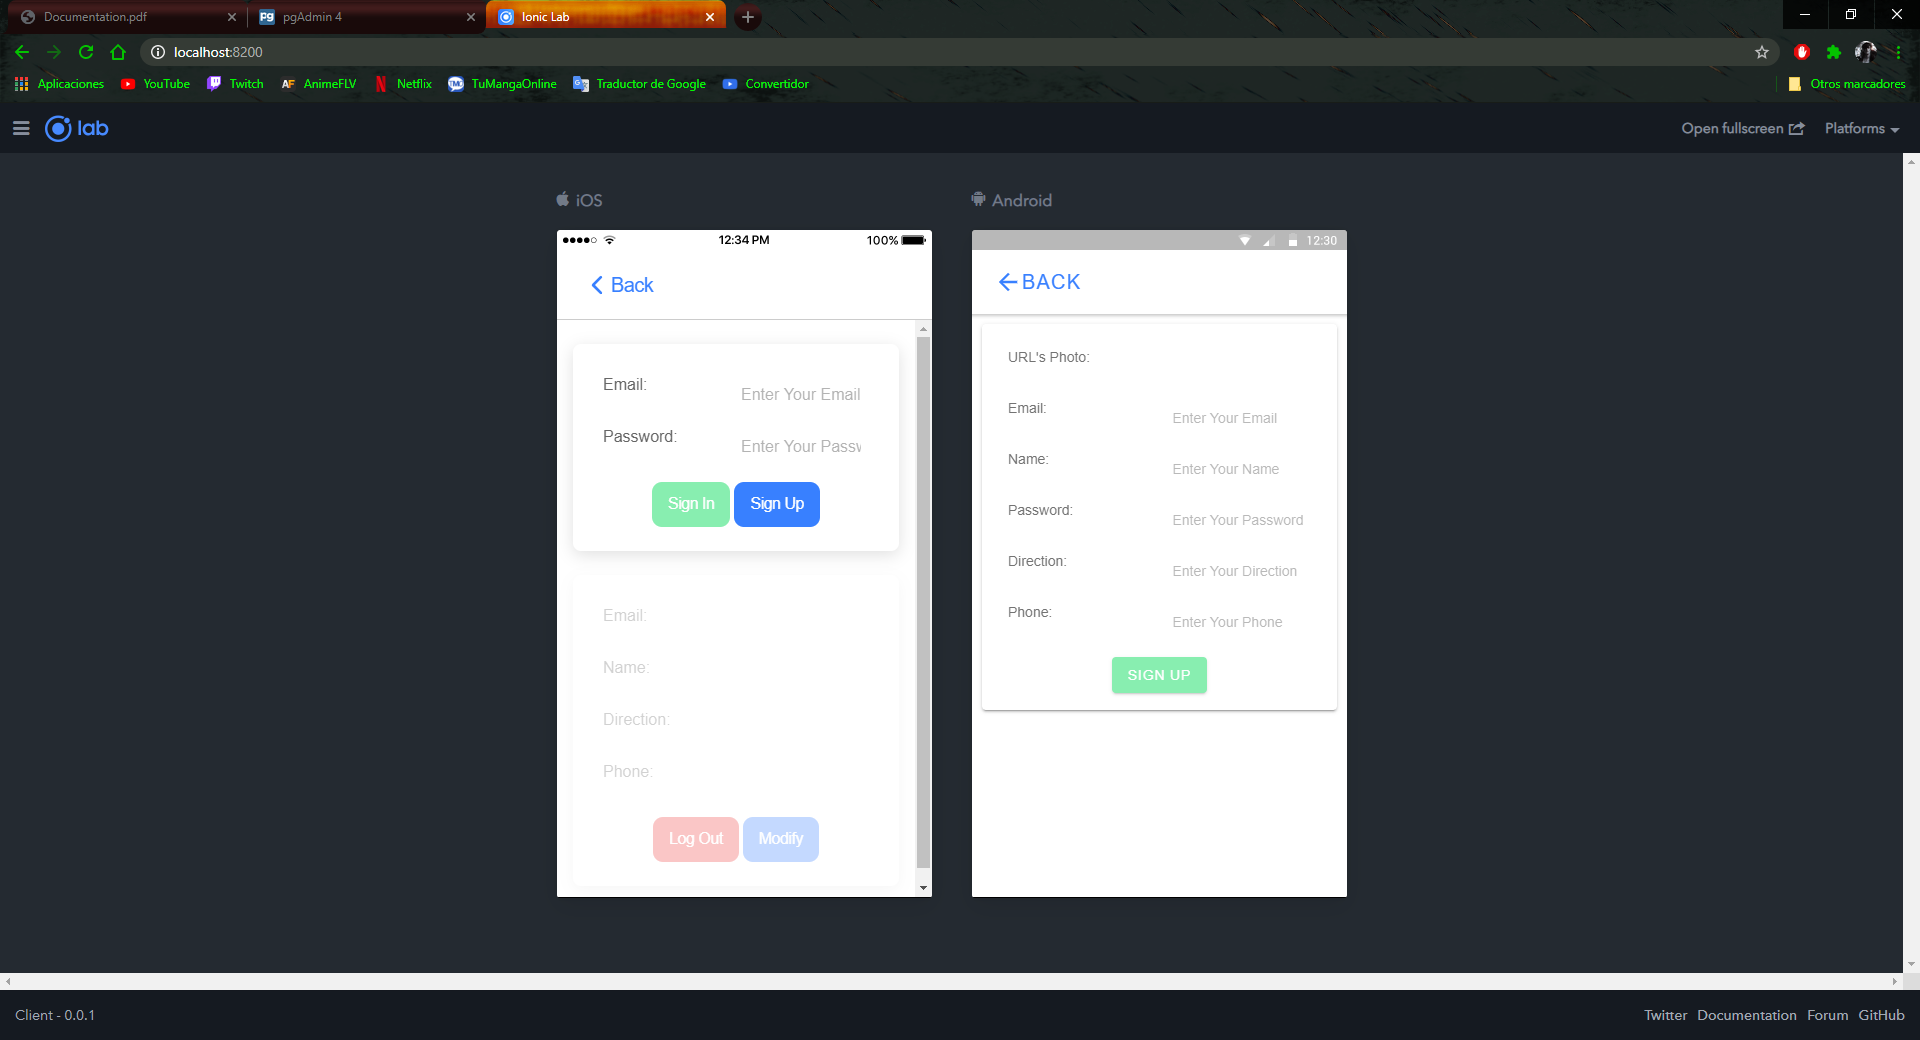 Documentation.pdf
pgAdmin 4
Ionic Lab
localhost:8200
Aplicaciones YouTube Twitch AnimeFLV Netflix TuMangaOnline Traductor de Google Convertidor Otros marcadores
lab
Open fullscreen Platforms
iOS
12:34 PM 100%
Back
Email: Enter Your Email
Password: Enter Your Passw
Sign In Sign Up
Email:
Name:
Direction:
Phone:
Log Out Modify
Android
12:30
BACK
URL's Photo:
Email: Enter Your Email
Name: Enter Your Name
Password: Enter Your Password
Direction: Enter Your Direction
Phone: Enter Your Phone
SIGN UP
Client - 0.0.1
Twitter Documentation Forum GitHub